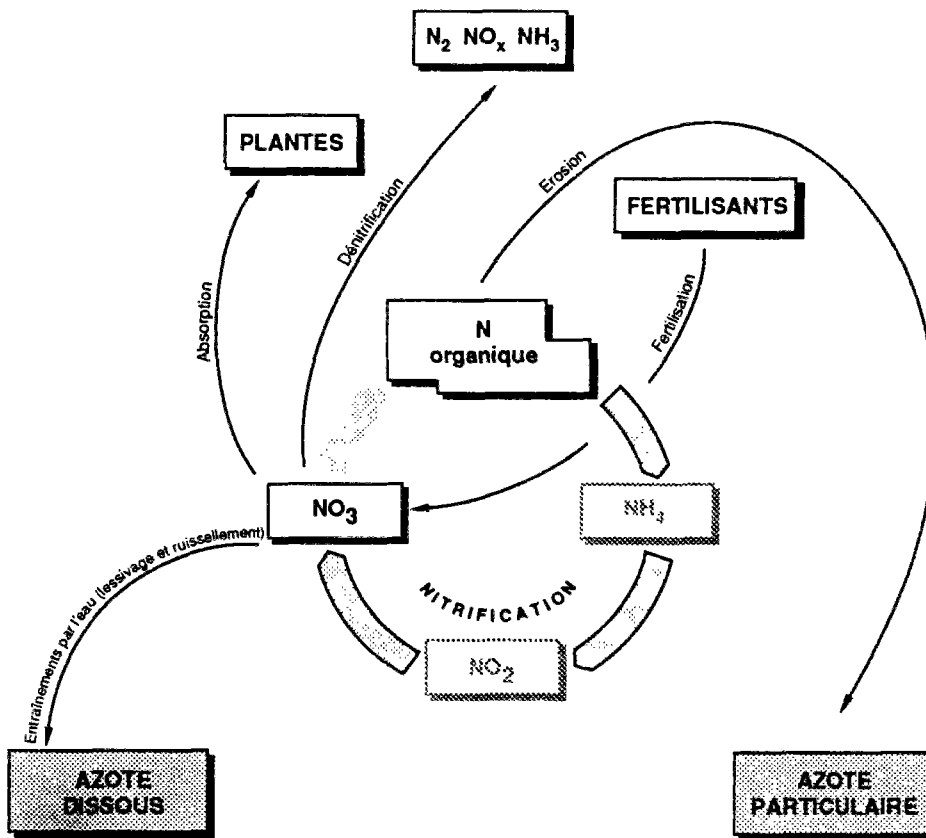 N₂ NOₓ NH₃
PLANTES
Erosion
FERTILISANTS
Dénitrification
Absorption
Fertilisation
N
organique
NO₃
NH₄
Entraînements par l'eau (lessivage et ruissellement)
NITRIFICATION
NO₂
AZOTE
DISSOUS
AZOTE
PARTICULAIRE